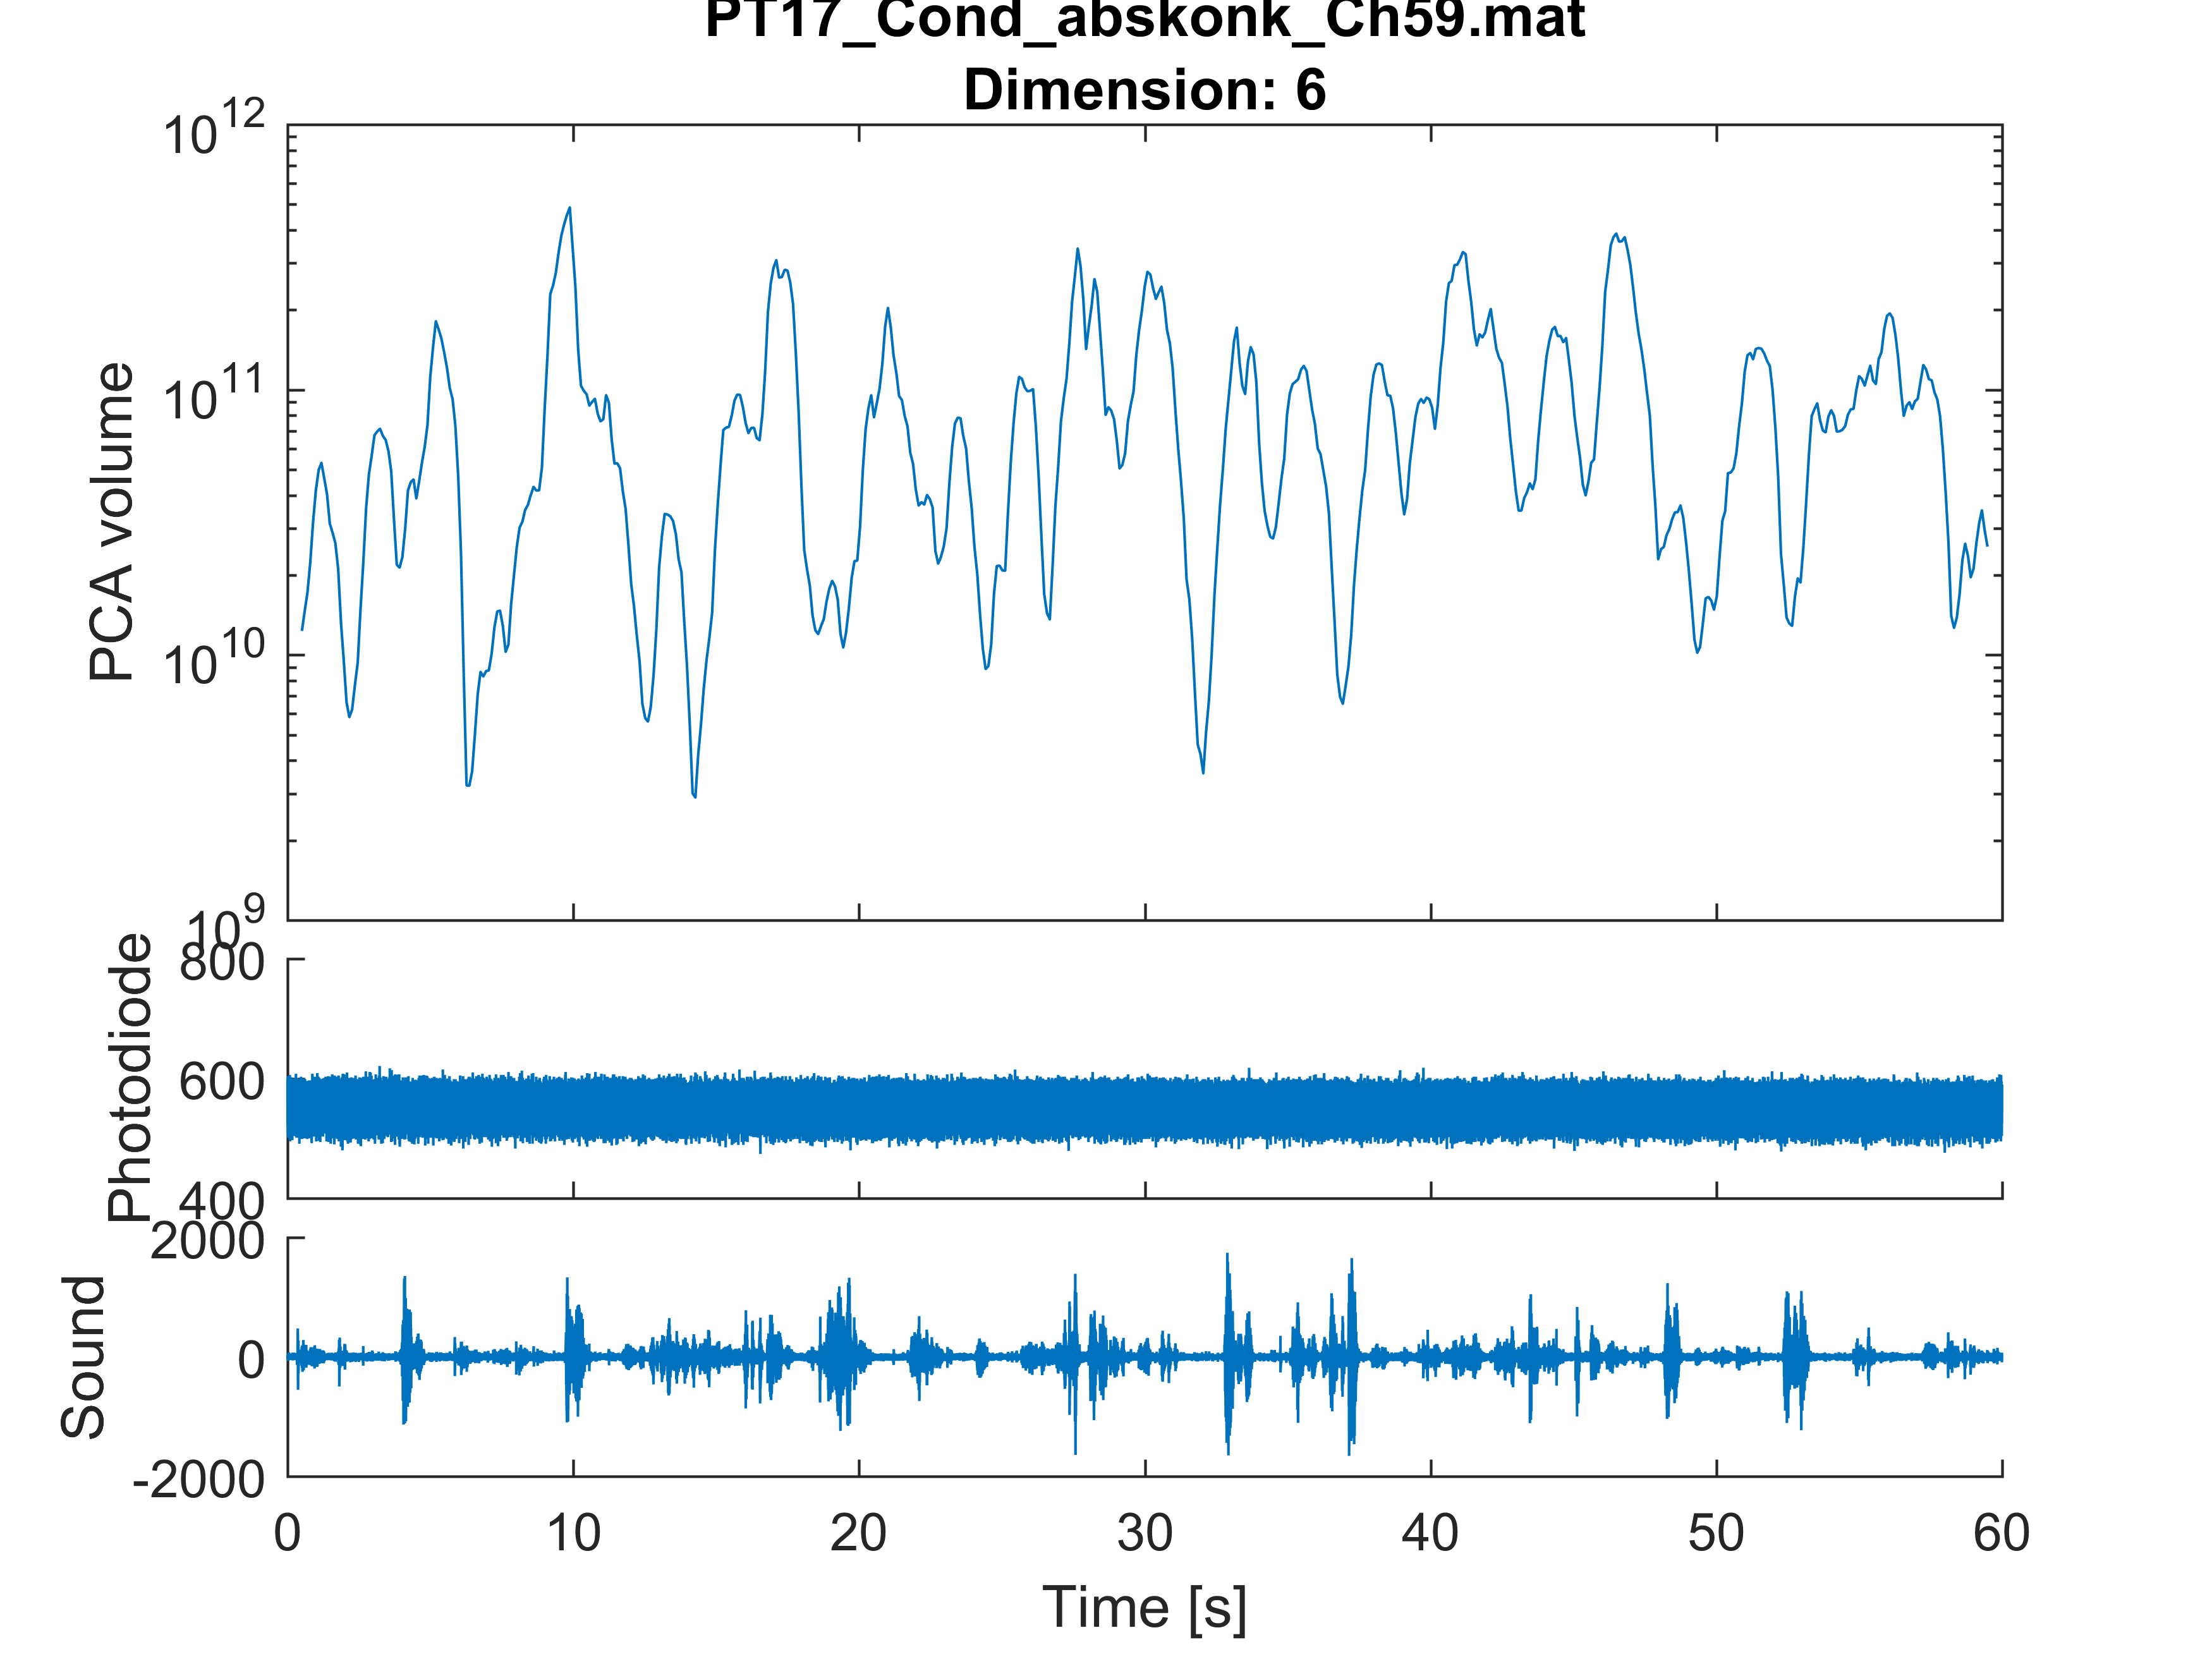 PT17_Cond_abskonk_Ch59.mat
Dimension: 6
10^12
10^11
10^10
10^9
PCA volume
800
600
400
Photodiode
2000
0
-2000
Sound
0 10 20 30 40 50 60
Time [s]